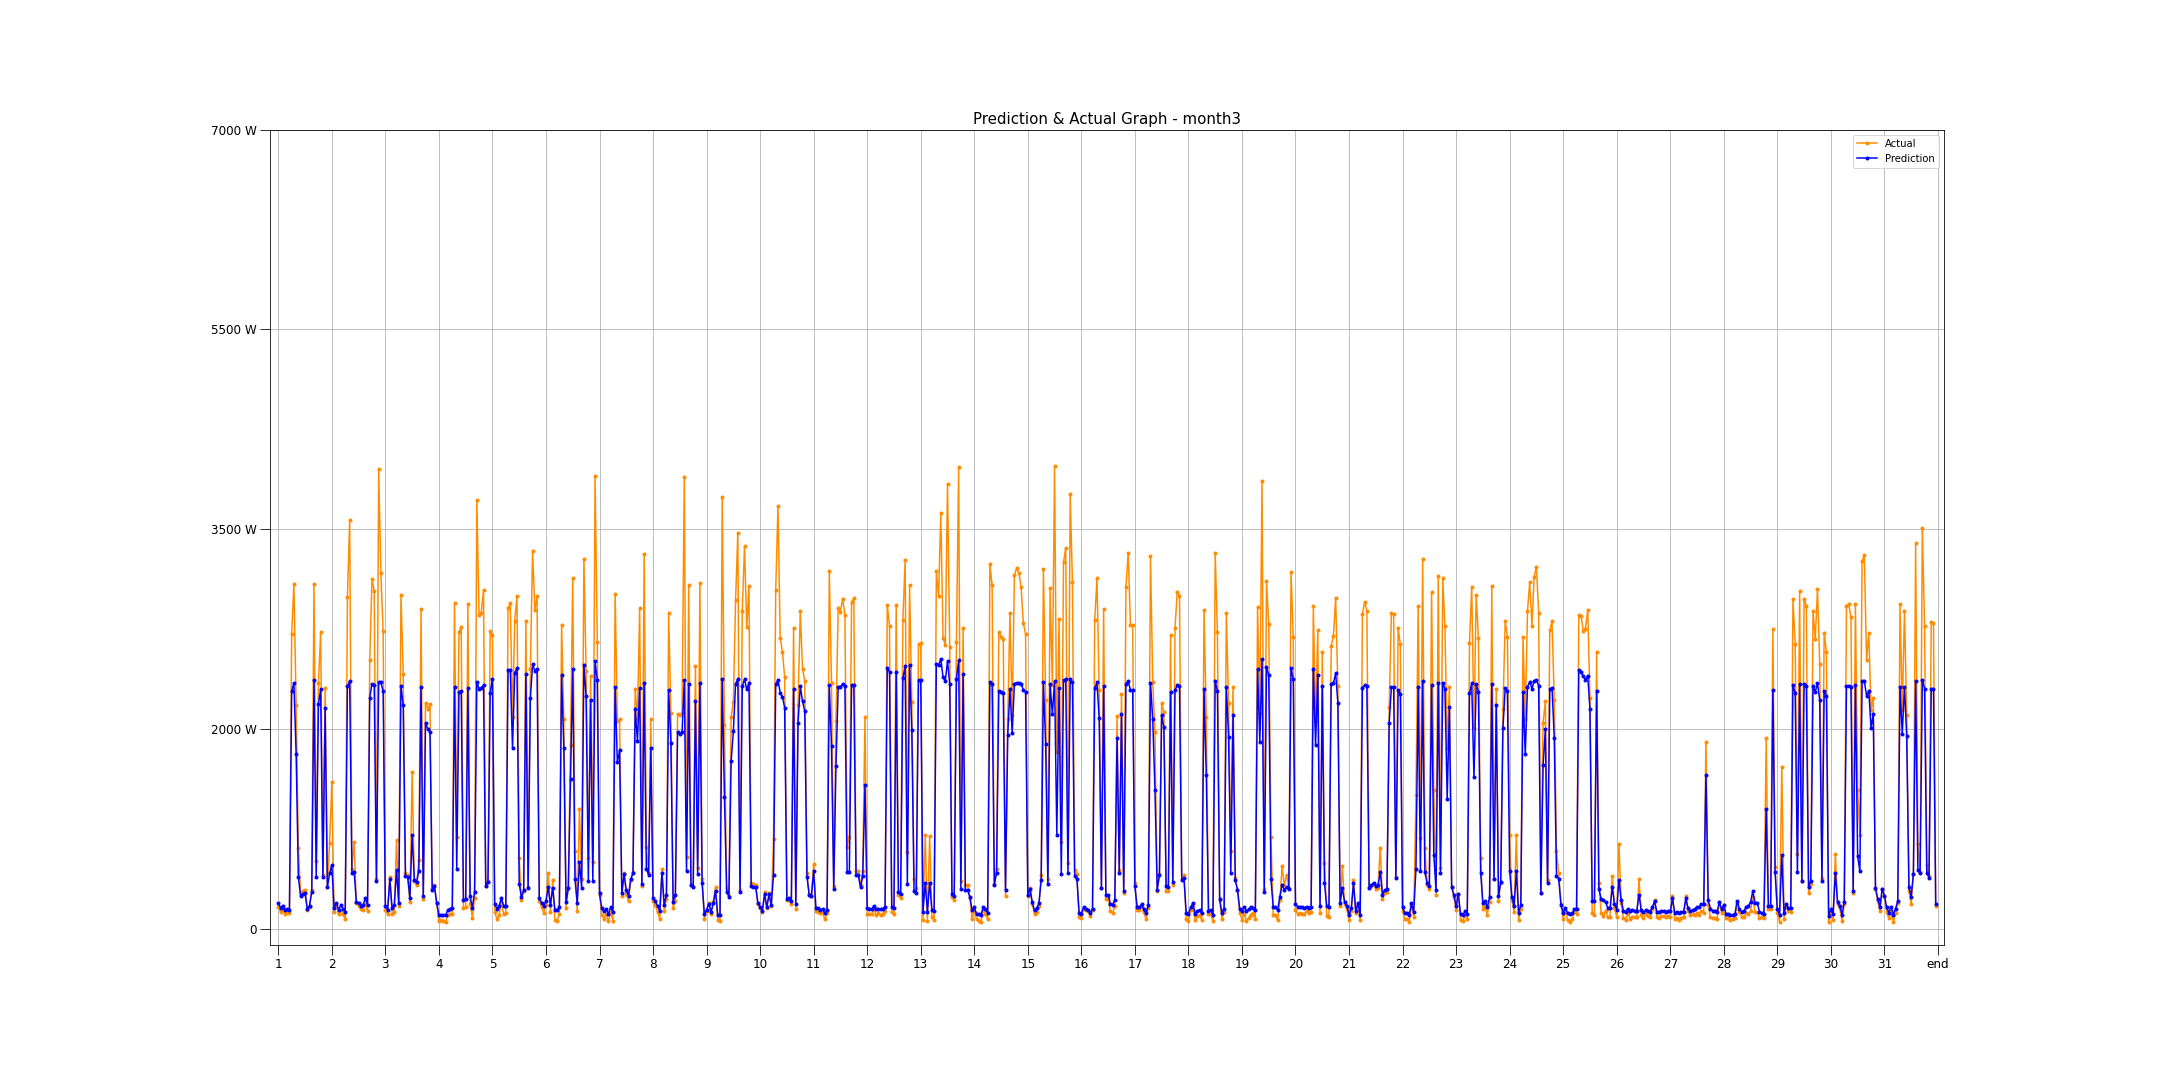 Prediction & Actual Graph - month3
7000 W
Actual
Prediction
5500 W
3500 W
2000 W
0
1 2 3 4 5 6 7 8 9 10 11 12 13 14 15 16 17 18 19 20 21 22 23 24 25 26 27 28 29 30 31 end